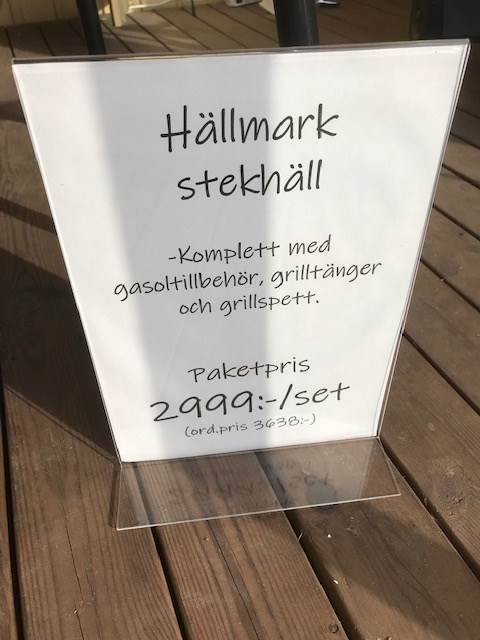 Hällmark
stekhäll
-Komplett med
gasoltillbehör, grilltänger
och grillspett.
Paketpris
2999:-/set
(ord.pris 3638:-)